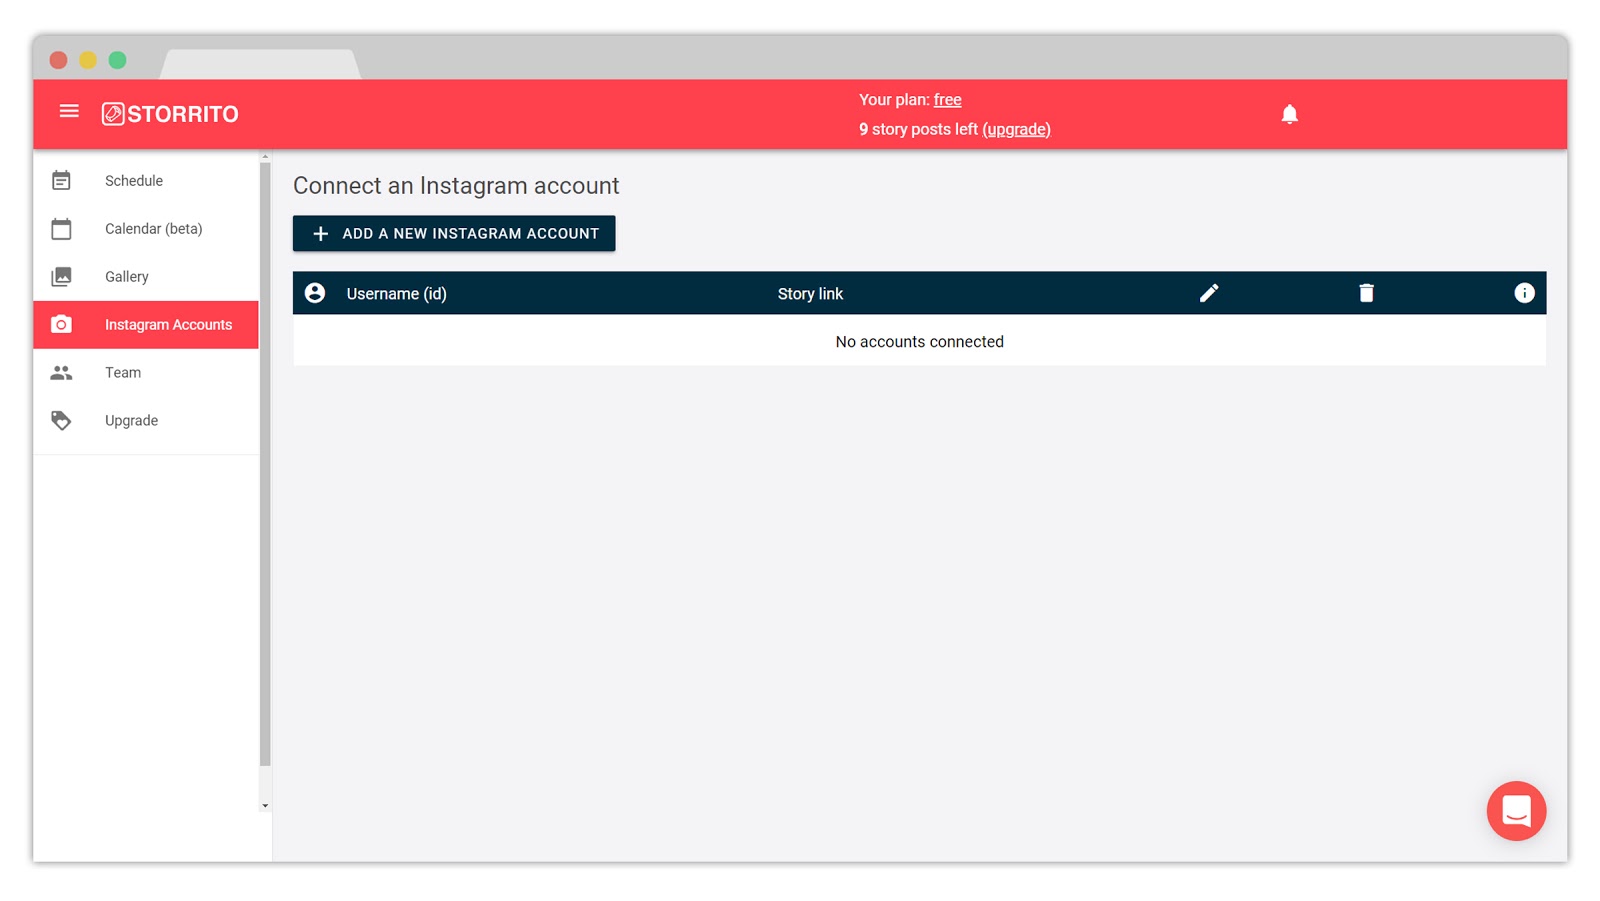 STORRITO
Your plan: free
9 story posts left (upgrade)
Schedule
Calendar (beta)
Gallery
Instagram Accounts
Team
Upgrade
Connect an Instagram account
+ ADD A NEW INSTAGRAM ACCOUNT
Username (id) Story link
No accounts connected